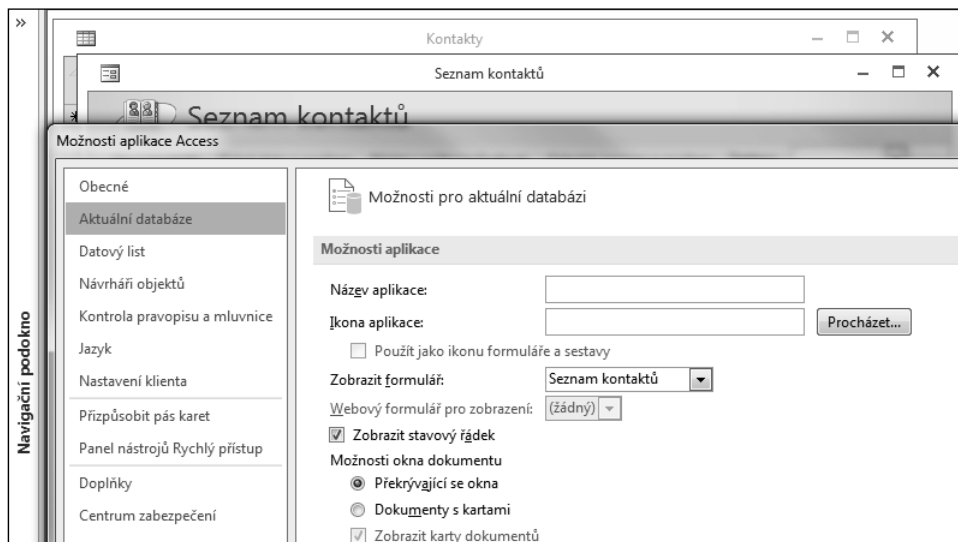 »
Kontakty
Seznam kontaktů
Seznam kontaktů
Možnosti aplikace Access
Obecné
Aktuální databáze
Datový list
Návrháři objektů
Kontrola pravopisu a mluvnice
Jazyk
Nastavení klienta
Přizpůsobit pás karet
Panel nástrojů Rychlý přístup
Doplňky
Centrum zabezpečení
Navigační podokno
Možnosti pro aktuální databázi
Možnosti aplikace
Název aplikace:
Ikona aplikace:
Procházet...
Použít jako ikonu formuláře a sestavy
Zobrazit formulář:
Seznam kontaktů
Webový formulář pro zobrazení:
(žádný)
Zobrazit stavový řádek
Možnosti okna dokumentu
Překrývající se okna
Dokumenty s kartami
Zobrazit karty dokumentů